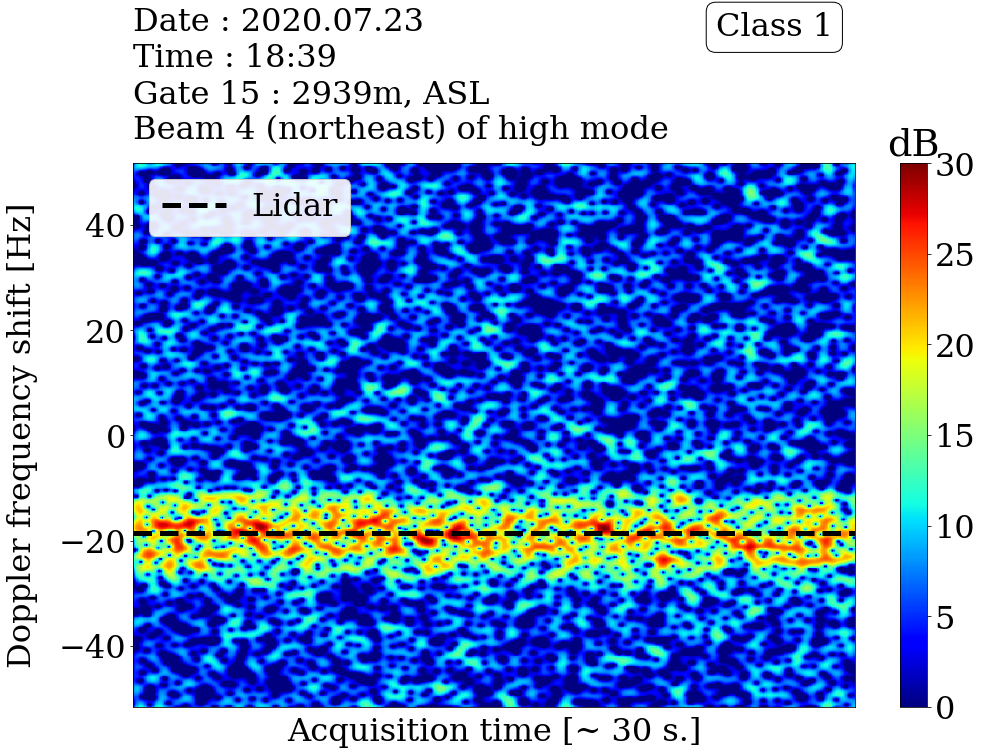 Date : 2020.07.23
Time : 18:39
Gate 15 : 2939m, ASL
Beam 4 (northeast) of high mode
Class 1
dB
Lidar
Doppler frequency shift [Hz]
40
20
0
−20
−40
30
25
20
15
10
5
0
Acquisition time [~ 30 s.]